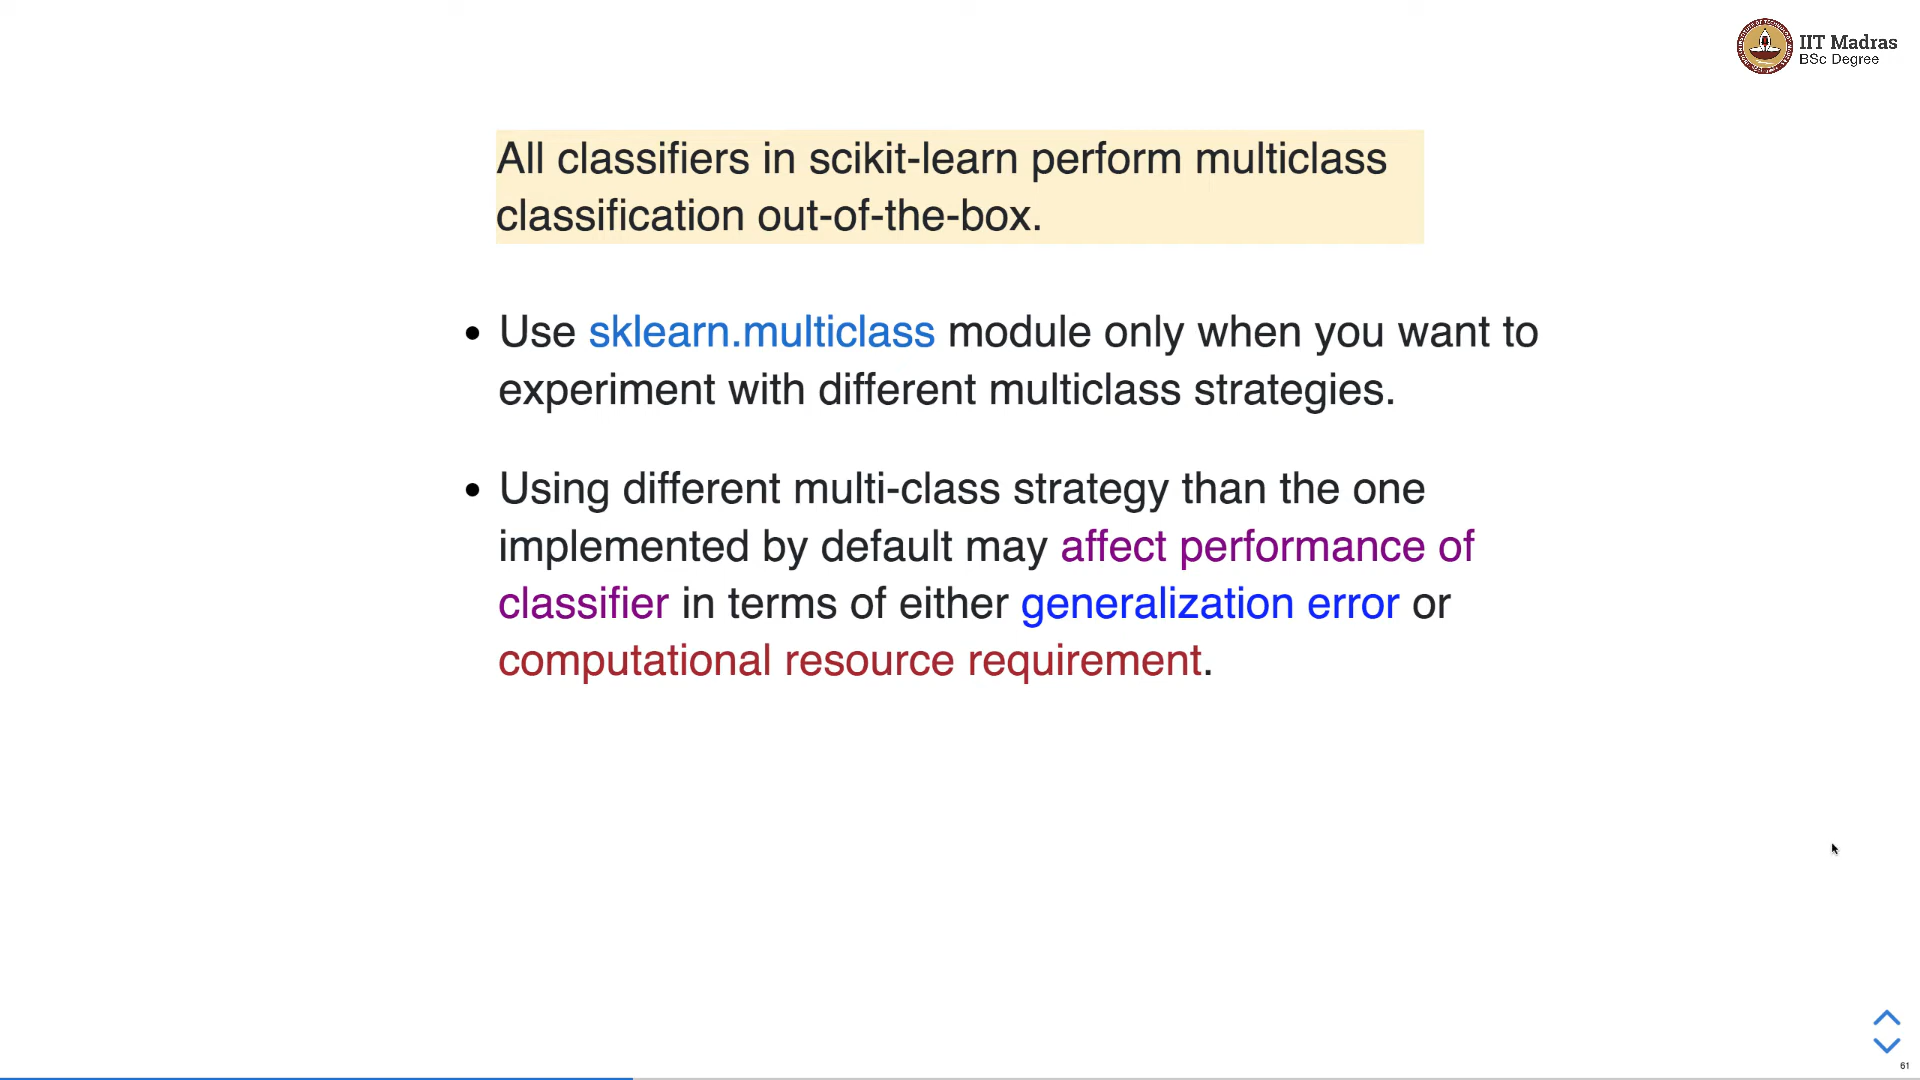 IIT Madras
BSc Degree
All classifiers in scikit-learn perform multiclass
classification out-of-the-box.
• Use sklearn.multiclass module only when you want to
experiment with different multiclass strategies.
• Using different multi-class strategy than the one
implemented by default may affect performance of
classifier in terms of either generalization error or
computational resource requirement.
61